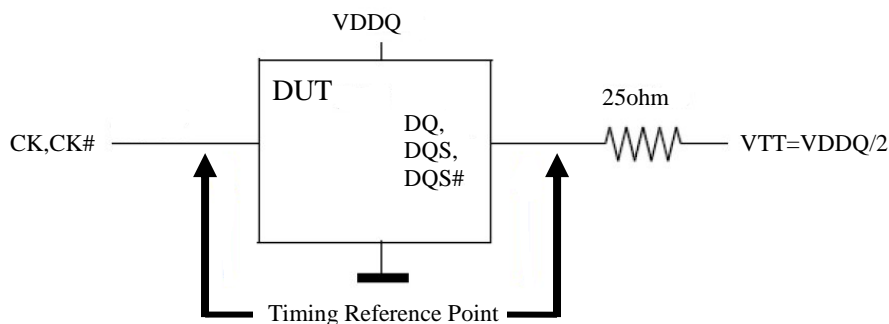 VDDQ
DUT
25ohm
DQ,
DQS,
DQS#
CK,CK#
VTT=VDDQ/2
Timing Reference Point